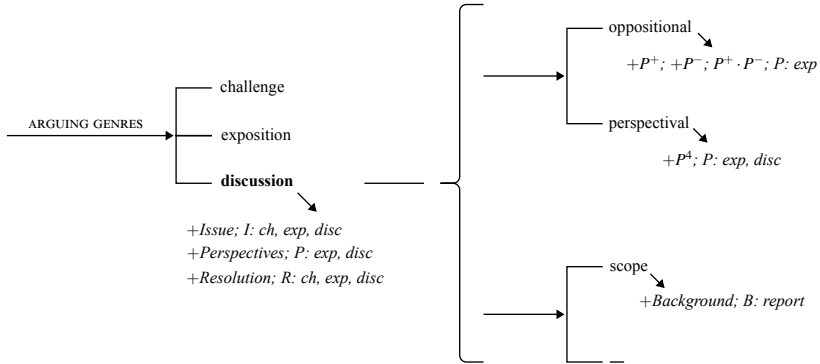 ARGUING GENRES
challenge
exposition
discussion
+Issue; I: ch, exp, disc
+Perspectives; P: exp, disc
+Resolution; R: ch, exp, disc
oppositional
+P⁺; +P⁻; P⁺ · P⁻; P: exp
perspectival
+P⁴; P: exp, disc
scope
+Background; B: report
—